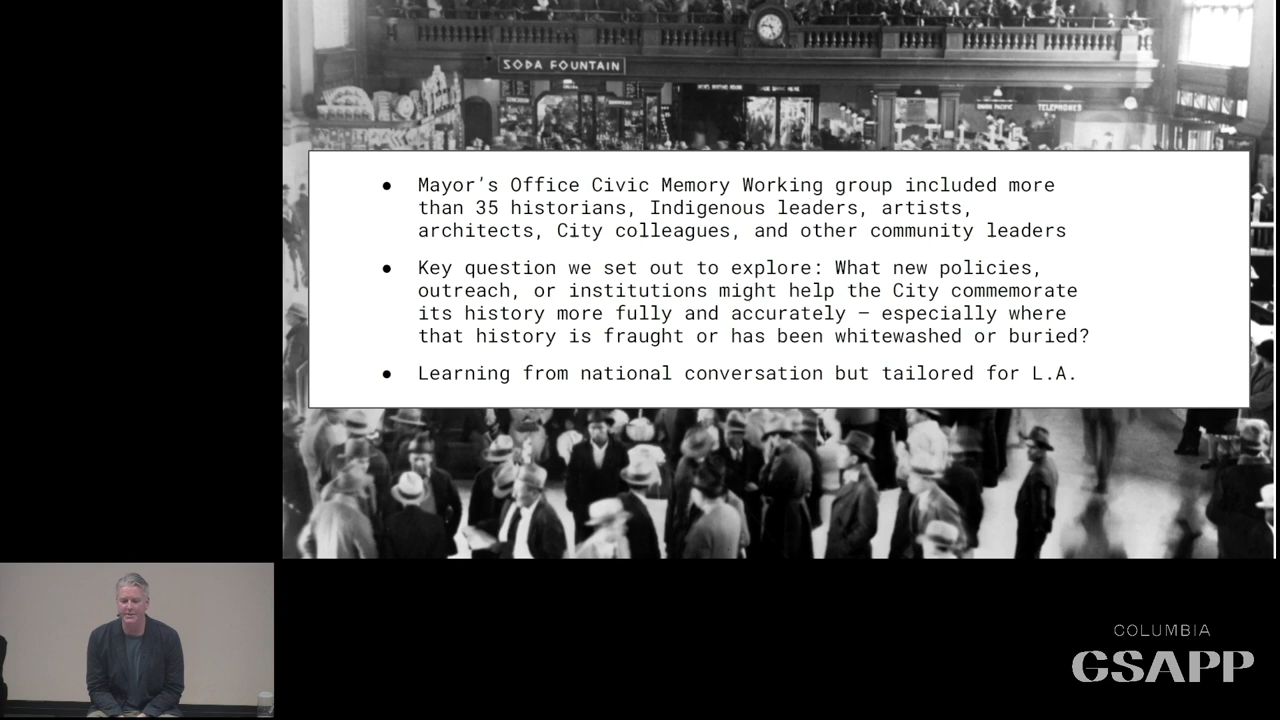 SODA FOUNTAIN
UNION PACIFIC
TELEPHONES
● Mayor’s Office Civic Memory Working group included more
than 35 historians, Indigenous leaders, artists,
architects, City colleagues, and other community leaders
● Key question we set out to explore: What new policies,
outreach, or institutions might help the City commemorate
its history more fully and accurately — especially where
that history is fraught or has been whitewashed or buried?
● Learning from national conversation but tailored for L.A.
COLUMBIA
GSAPP